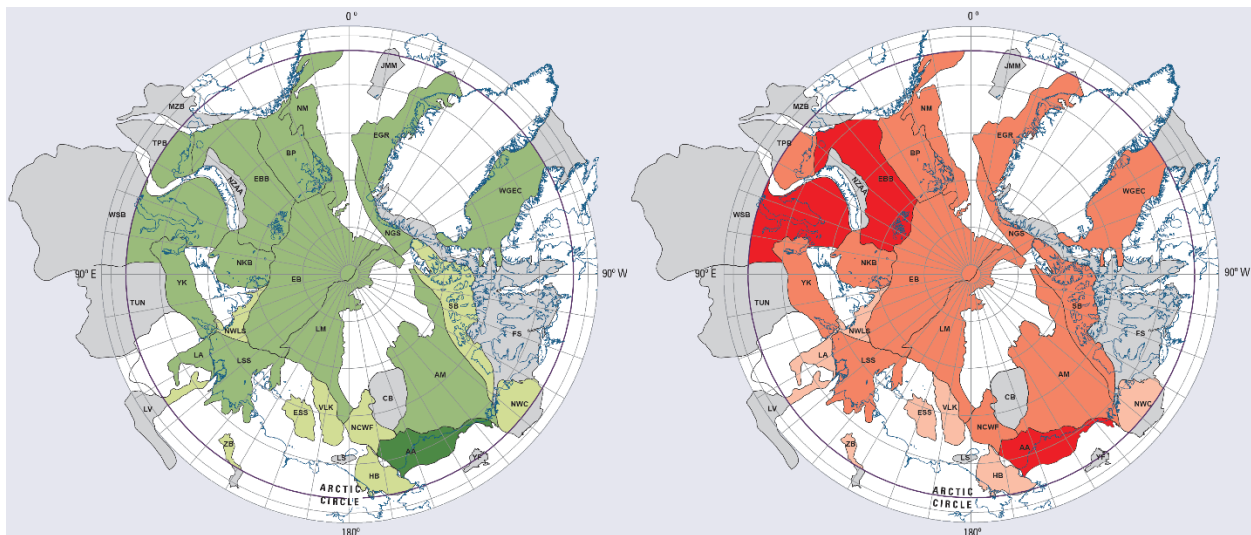 0°
JMM
MZB
NM
EGR
TPB
BP
EBB
NZAA
WGEC
WSB
NGS
NKB
90° E
90° W
EB
YK
TUN
SB
NWLS
FS
LM
LA
LSS
AM
CB
LV
VLK
ESS
NCWF
NWC
ZB
AA
LS
YF
HB
ARCTIC
CIRCLE
180°
0°
JMM
MZB
NM
EGR
TPB
BP
EBB
NZAA
WGEC
WSB
NGS
NKB
90° E
90° W
EB
YK
TUN
SB
NWLS
FS
LM
LA
LSS
AM
CB
LV
VLK
ESS
NCWF
NWC
ZB
AA
LS
YF
HB
ARCTIC
CIRCLE
180°